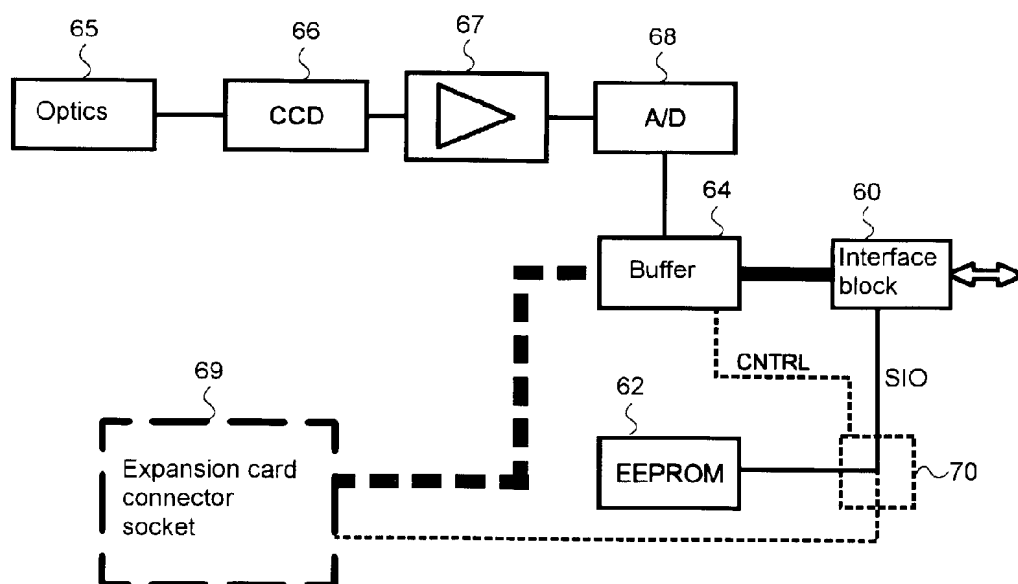 65
66
67
68
Optics
CCD
A/D
64
60
Buffer
Interface
block
CNTRL
SIO
69
62
Expansion card
connector
socket
EEPROM
70